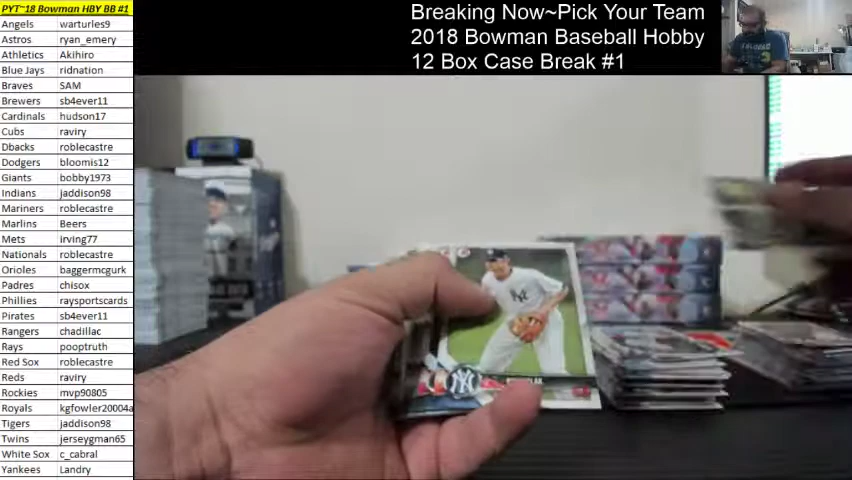 PYT~18 Bowman HBY BB #1
Angels warturles9
Astros ryan_emery
Athletics Akihiro
Blue Jays ridnation
Braves SAM
Brewers sb4ever11
Cardinals hudson17
Cubs raviry
Dbacks roblecastre
Dodgers bloomis12
Giants bobby1973
Indians jaddison98
Mariners roblecastre
Marlins Beers
Mets irving77
Nationals roblecastre
Orioles baggermcgurk
Padres chisox
Phillies raysportscards
Pirates sb4ever11
Rangers chadillac
Rays pooptruth
Red Sox roblecastre
Reds raviry
Rockies mvp90805
Royals kgfowler20004a
Tigers jaddison98
Twins jerseygman65
White Sox c_cabral
Yankees Landry
Breaking Now~Pick Your Team
2018 Bowman Baseball Hobby
12 Box Case Break #1